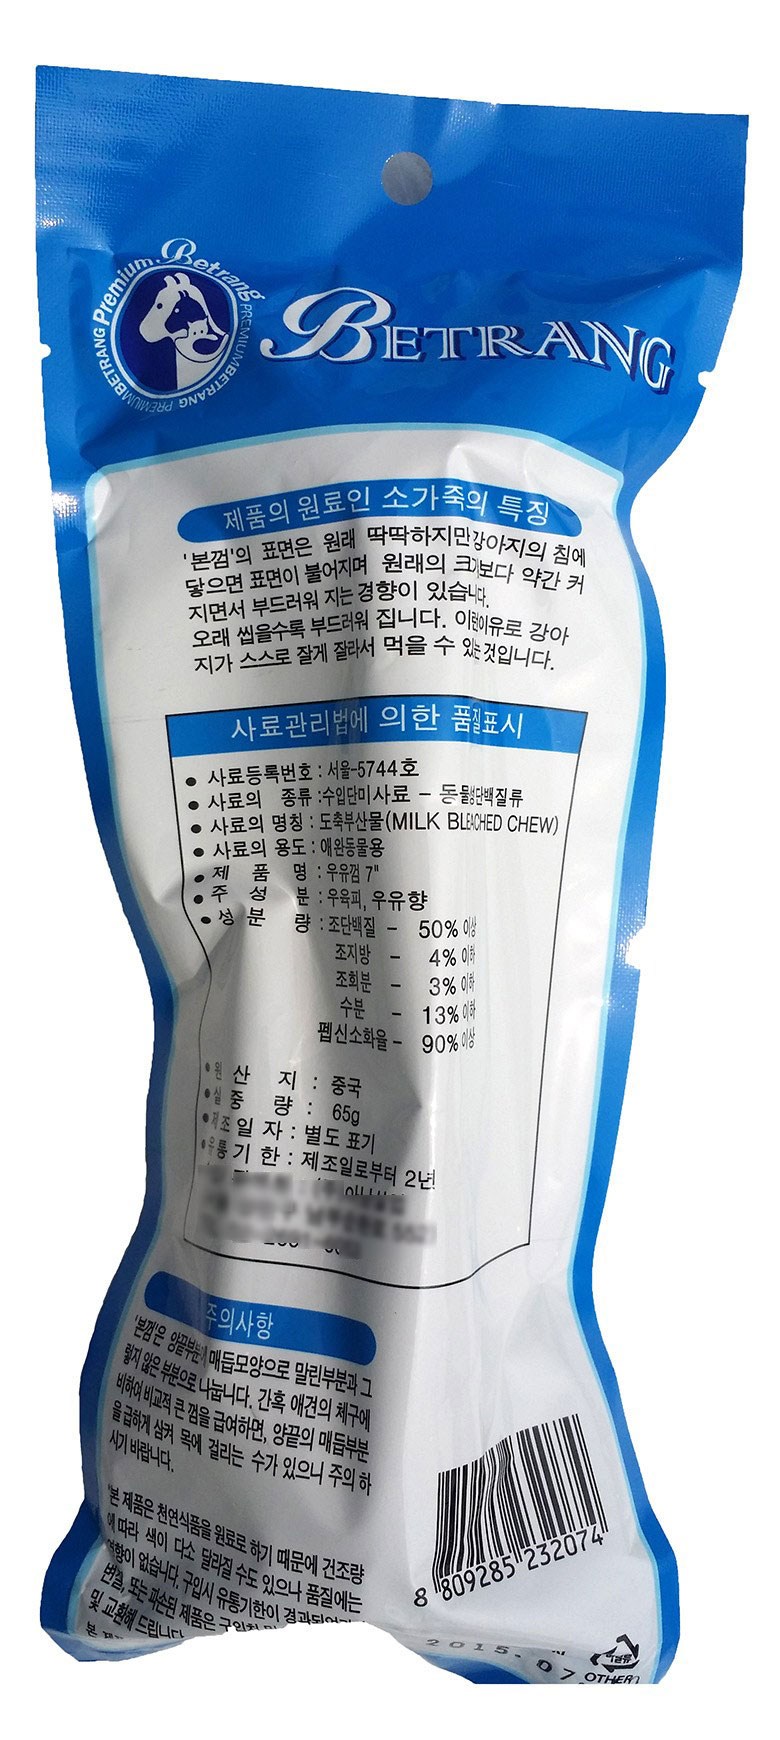 Premium Betrang
BETRANG PREMIUMBETRANG PREMIUMBETRANG
BETRANG
제품의 원료인 소가죽의 특징
'본껌'의 표면은 원래 딱딱하지만 강아지의 침에
닿으면 표면이 불어지며 원래의 크기보다 약간 커
지면서 부드러워 지는 경향이 있습니다.
오래 씹을수록 부드러워 집니다. 이런이유로 강아
지가 스스로 잘게 잘라서 먹을 수 있는것입니다.
사료관리법에 의한 품질표시
• 사료등록번호 : 서울-5744호
• 사료의 종류 : 수입단미사료 - 동물성단백질류
• 사료의 명칭 : 도축부산물(MILK BLEACHED CHEW)
• 사료의 용도 : 애완동물용
• 제 품 명 : 우유껌 7"
• 주 성 분 : 우육피, 우유향
• 성 분 량 : 조단백질 - 50% 이상
조지방 - 4% 이하
조회분 - 3% 이하
수분 - 13% 이하
펩신소화율 - 90% 이상
• 원 산 지 : 중국
• 실 중 량 : 65g
• 제 조 일 자 : 별도 표기
• 유 통 기 한 : 제조일로부터 2년
주의사항
'본껌'은 양끝부분에 매듭모양으로 말린부분과 그
렇지 않은 부분으로 나눕니다. 간혹 애견의 체구에
비하여 비교적 큰 껌을 급여하면, 양끝의 매듭부분
을 급하게 삼켜 목에 걸리는 수가 있으니 주의 하
시기 바랍니다.
'본 제품은 천연식품을 원료로 하기 때문에 건조량
에 따라 색이 다소 달라질 수도 있으나 품질에는
영향이 없습니다. 구입시 유통기한이 경과되었거나
변질, 또는 파손된 제품은 구입처
및 교환해 드립니다.
본
8 809285 232074
2015. 07.
OTHER